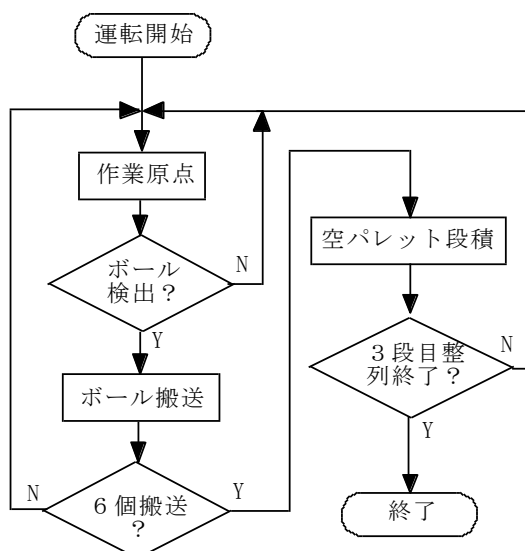 運転開始
作業原点
ボール
検出？
N
Y
ボール搬送
N
６個搬送
？
Y
空パレット段積
３段目整
列終了？
N
Y
終了